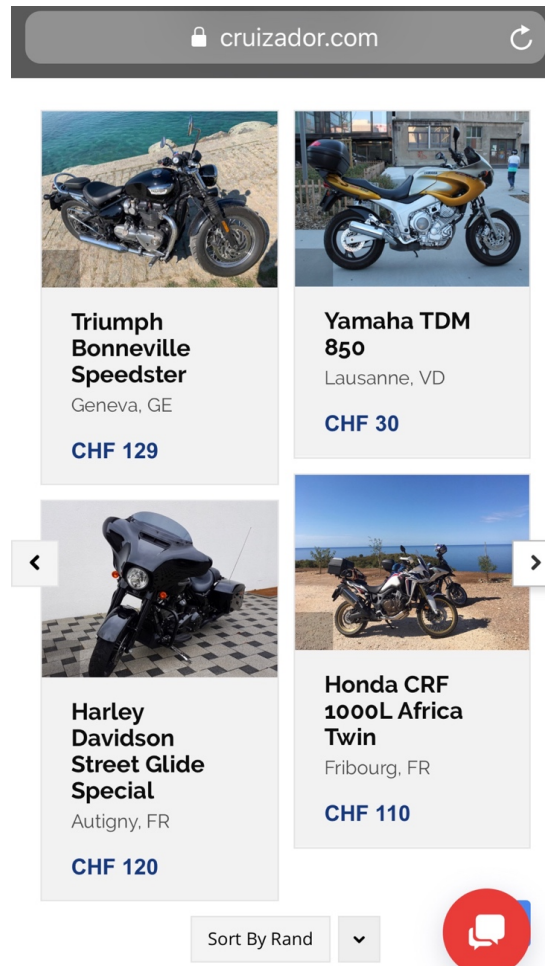 cruizador.com
Triumph
Bonneville
Speedster
Geneva, GE
CHF 129
Yamaha TDM
850
Lausanne, VD
CHF 30
Harley
Davidson
Street Glide
Special
Autigny, FR
CHF 120
Honda CRF
1000L Africa
Twin
Fribourg, FR
CHF 110
Sort By Rand